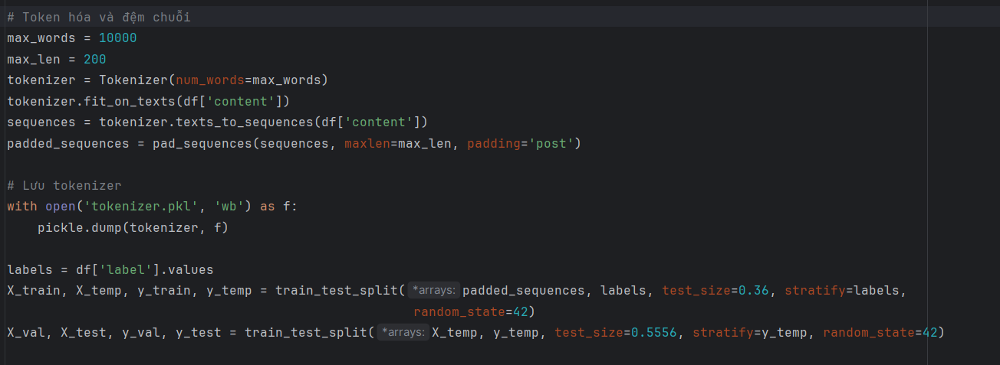 # Token hóa và đệm chuỗi
max_words = 10000
max_len = 200
tokenizer = Tokenizer(num_words=max_words)
tokenizer.fit_on_texts(df['content'])
sequences = tokenizer.texts_to_sequences(df['content'])
padded_sequences = pad_sequences(sequences, maxlen=max_len, padding='post')
# Lưu tokenizer
with open('tokenizer.pkl', 'wb') as f:
    pickle.dump(tokenizer, f)
labels = df['label'].values
X_train, X_temp, y_train, y_temp = train_test_split( *arrays: padded_sequences, labels, test_size=0.36, stratify=labels,
                                                     random_state=42)
X_val, X_test, y_val, y_test = train_test_split( *arrays: X_temp, y_temp, test_size=0.5556, stratify=y_temp, random_state=42)